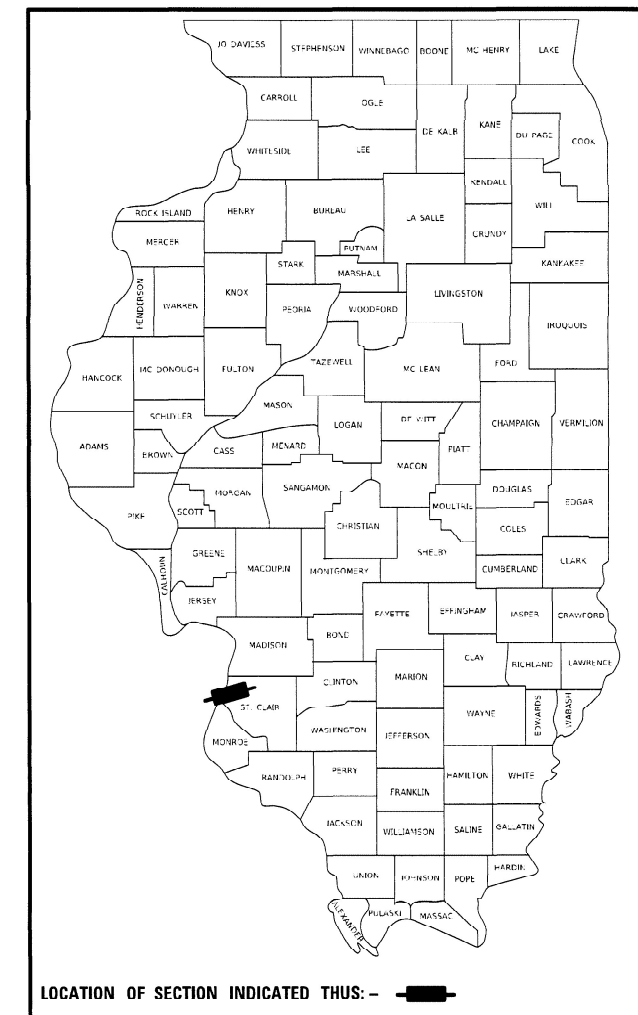 JO DAVIESS STEPHENSON WINNEBAGO BOONE MC HENRY LAKE
CARROLL OGLE DE KALB KANE DU PAGE COOK
WHITESIDE LEE
KENDALL WILL
ROCK ISLAND HENRY BUREAU LA SALLE GRUNDY
MERCER PUTNAM
STARK MARSHALL KANKAKEE
HENDERSON WARREN KNOX PEORIA WOODFORD LIVINGSTON IROQUOIS
HANCOCK MC DONOUGH FULTON TAZEWELL MC LEAN FORD
MASON
SCHUYLER LOGAN DE WITT CHAMPAIGN VERMILION
ADAMS BROWN CASS MENARD PIATT
MACON
PIKE SCOTT MORGAN SANGAMON MOULTRIE DOUGLAS EDGAR
CHRISTIAN COLES
GREENE SHELBY
CALHOUN MACOUPIN MONTGOMERY CUMBERLAND CLARK
JERSEY FAYETTE EFFINGHAM JASPER CRAWFORD
MADISON BOND
CLAY RICHLAND LAWRENCE
CLINTON MARION
ST. CLAIR WAYNE EDWARDS WABASH
WASHINGTON JEFFERSON
MONROE
RANDOLPH PERRY HAMILTON WHITE
FRANKLIN
JACKSON WILLIAMSON SALINE GALLATIN
UNION JOHNSON POPE HARDIN
ALEXANDER PULASKI MASSAC
LOCATION OF SECTION INDICATED THUS: –